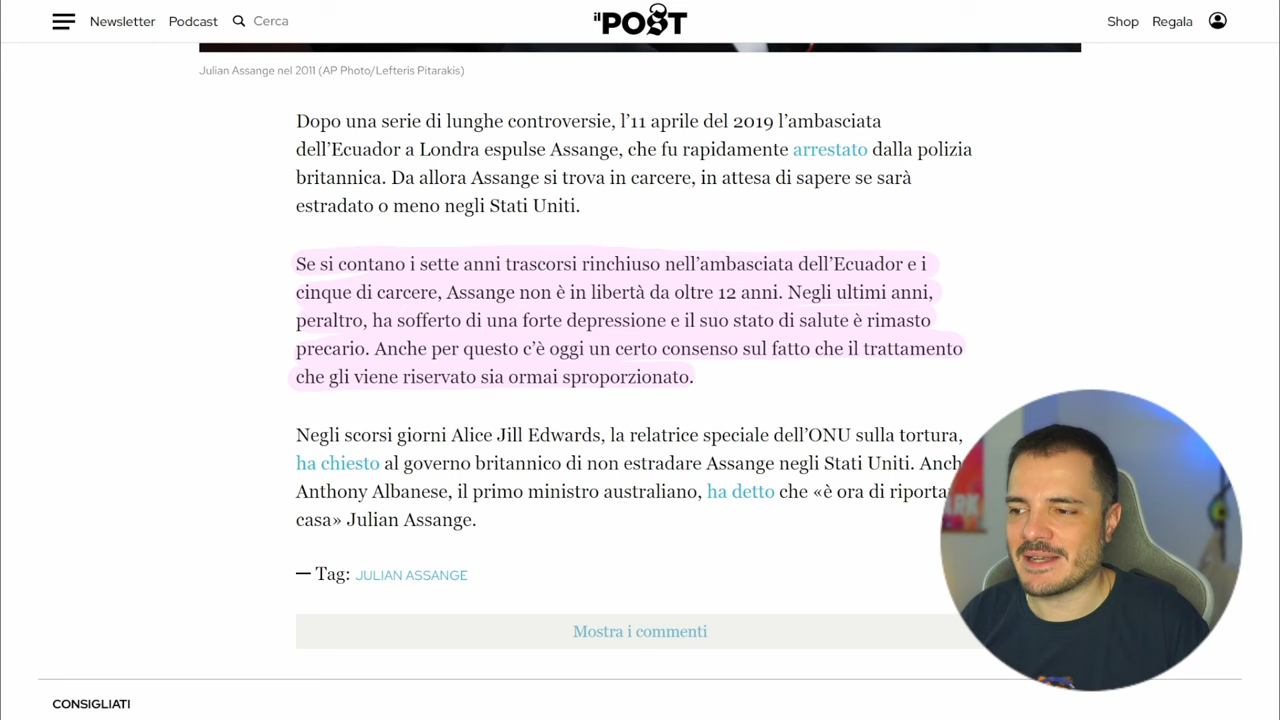 Newsletter Podcast Cerca
il POST
Shop Regala
Julian Assange nel 2011 (AP Photo/Lefteris Pitarakis)
Dopo una serie di lunghe controversie, l’11 aprile del 2019 l’ambasciata
dell’Ecuador a Londra espulse Assange, che fu rapidamente arrestato dalla polizia
britannica. Da allora Assange si trova in carcere, in attesa di sapere se sarà
estradato o meno negli Stati Uniti.
Se si contano i sette anni trascorsi rinchiuso nell’ambasciata dell’Ecuador e i
cinque di carcere, Assange non è in libertà da oltre 12 anni. Negli ultimi anni,
peraltro, ha sofferto di una forte depressione e il suo stato di salute è rimasto
precario. Anche per questo c’è oggi un certo consenso sul fatto che il trattamento
che gli viene riservato sia ormai sproporzionato.
Negli scorsi giorni Alice Jill Edwards, la relatrice speciale dell’ONU sulla tortura,
ha chiesto al governo britannico di non estradare Assange negli Stati Uniti. Anch
Anthony Albanese, il primo ministro australiano, ha detto che «è ora di riporta
casa» Julian Assange.
— Tag: JULIAN ASSANGE
Mostra i commenti
CONSIGLIATI